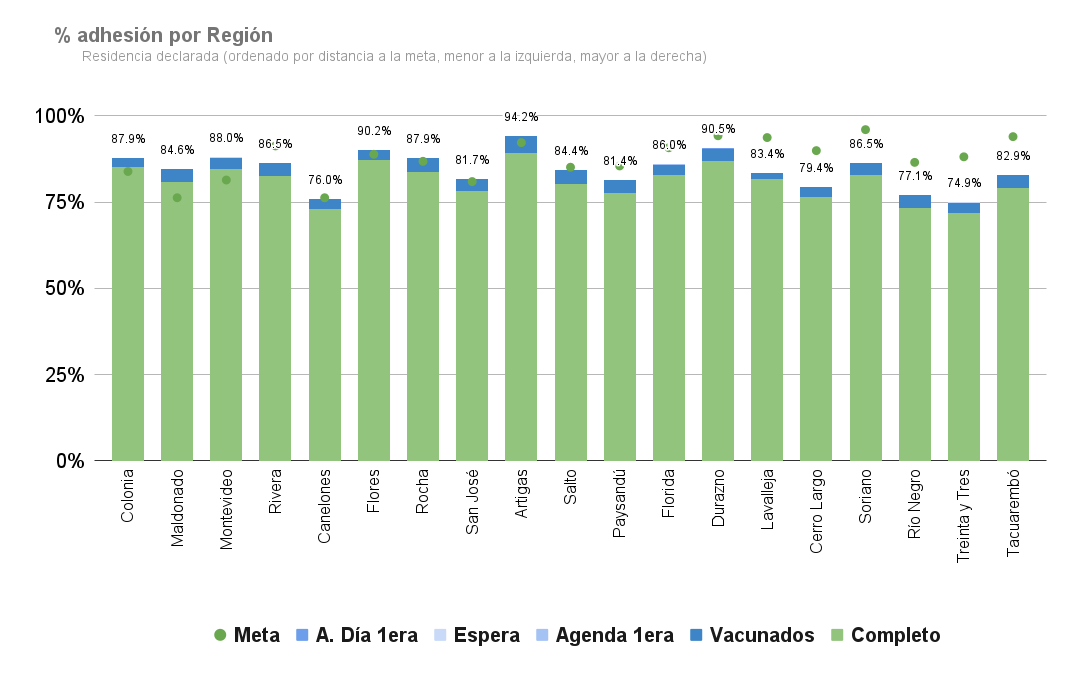 % adhesión por Región
Residencia declarada (ordenado por distancia a la meta, menor a la izquierda, mayor a la derecha)
100%
75%
50%
25%
0%
87.9%
84.6%
88.0%
86.5%
76.0%
90.2%
87.9%
81.7%
94.2%
84.4%
81.4%
86.0%
90.5%
83.4%
79.4%
86.5%
77.1%
74.9%
82.9%
Colonia
Maldonado
Montevideo
Rivera
Canelones
Flores
Rocha
San José
Artigas
Salto
Paysandú
Florida
Durazno
Lavalleja
Cerro Largo
Soriano
Río Negro
Treinta y Tres
Tacuarembó
Meta A. Día 1era Espera Agenda 1era Vacunados Completo